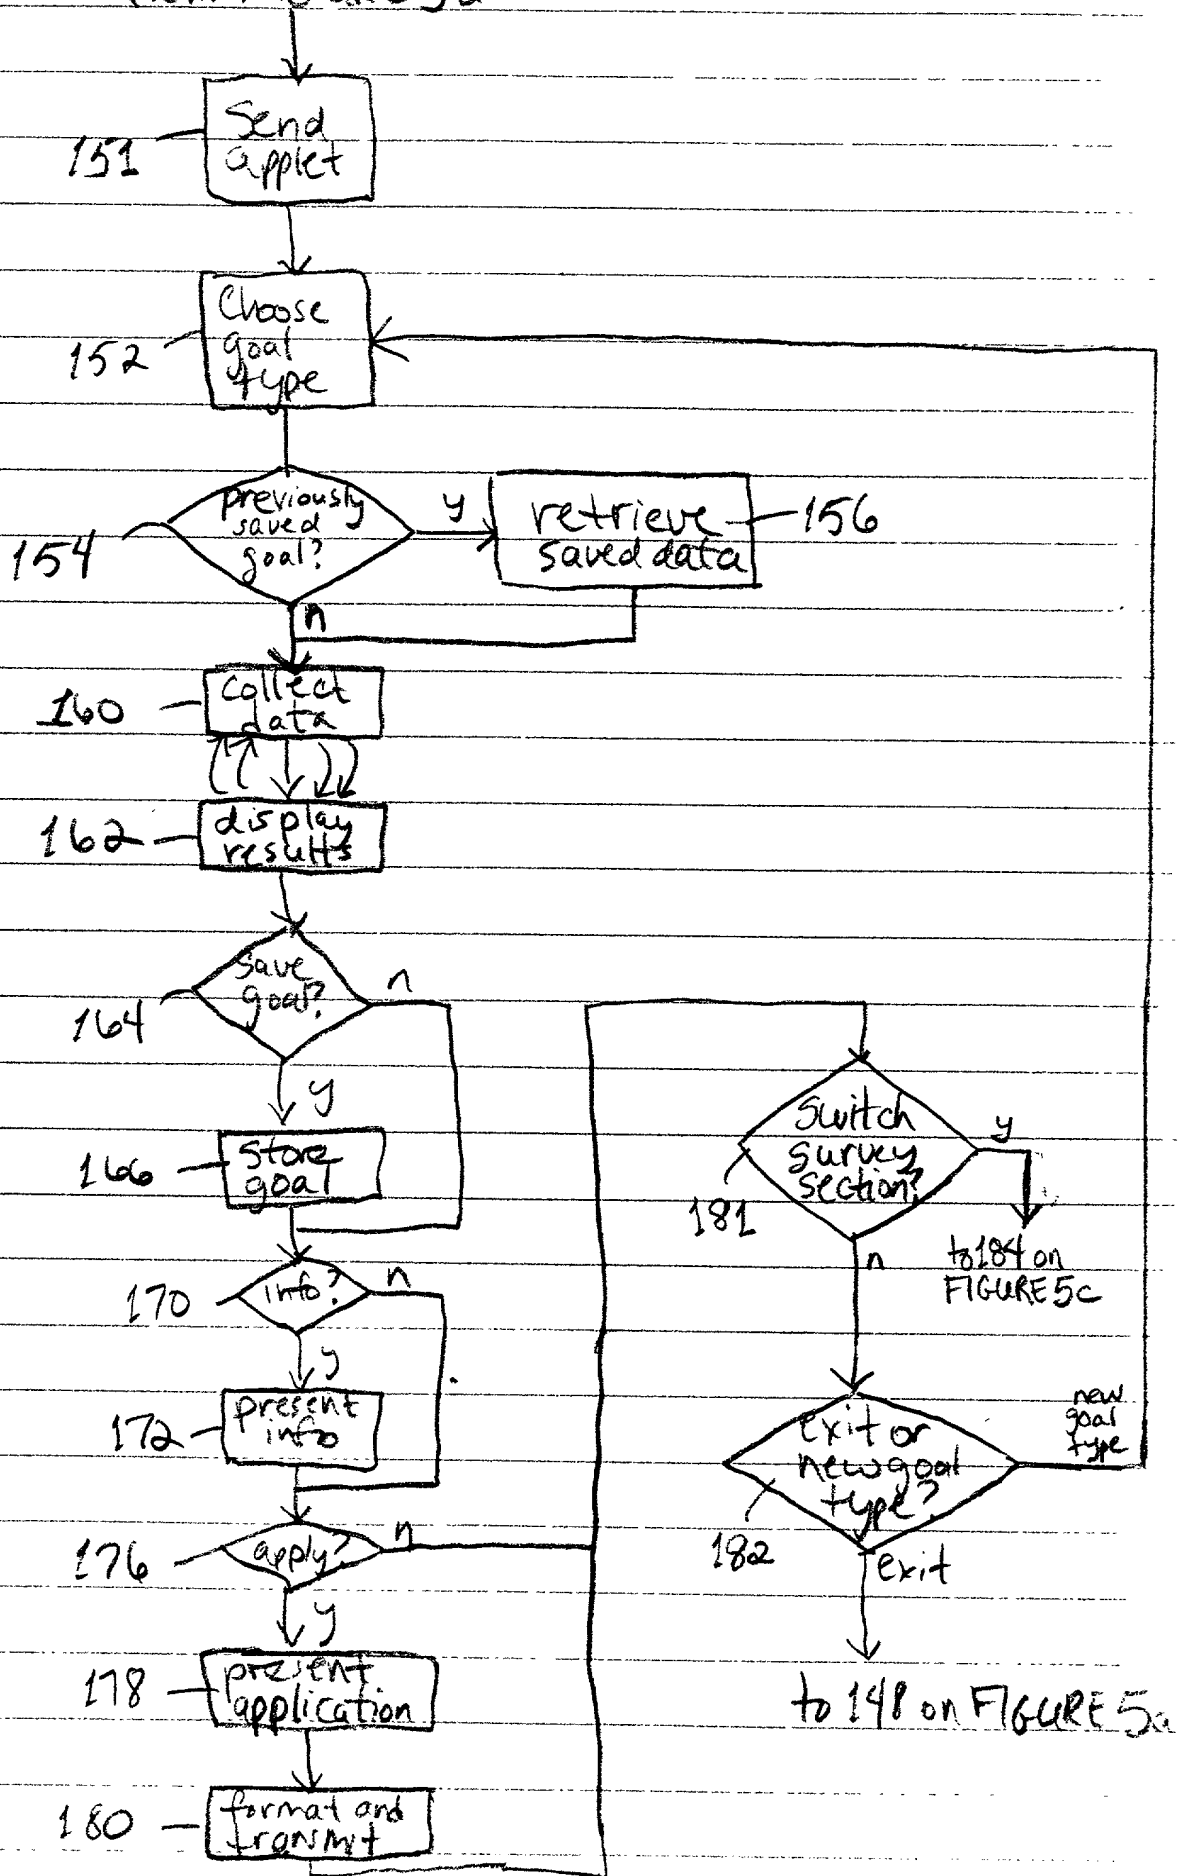 Send
applet
151
Choose
goal
type
152
previously
saved
goal?
154
y
n
retrieve
saved data
156
collect
data
160
display
results
162
save
goal?
164
n
y
store
goal
166
info?
170
n
y
present
info
172
apply?
176
n
y
present
application
178
format and
transmit
180
switch
survey
section?
181
y
to 184 on
FIGURE 5c
n
exit or
new goal
type?
182
new
goal
type
exit
to 148 on FIGURE 5a